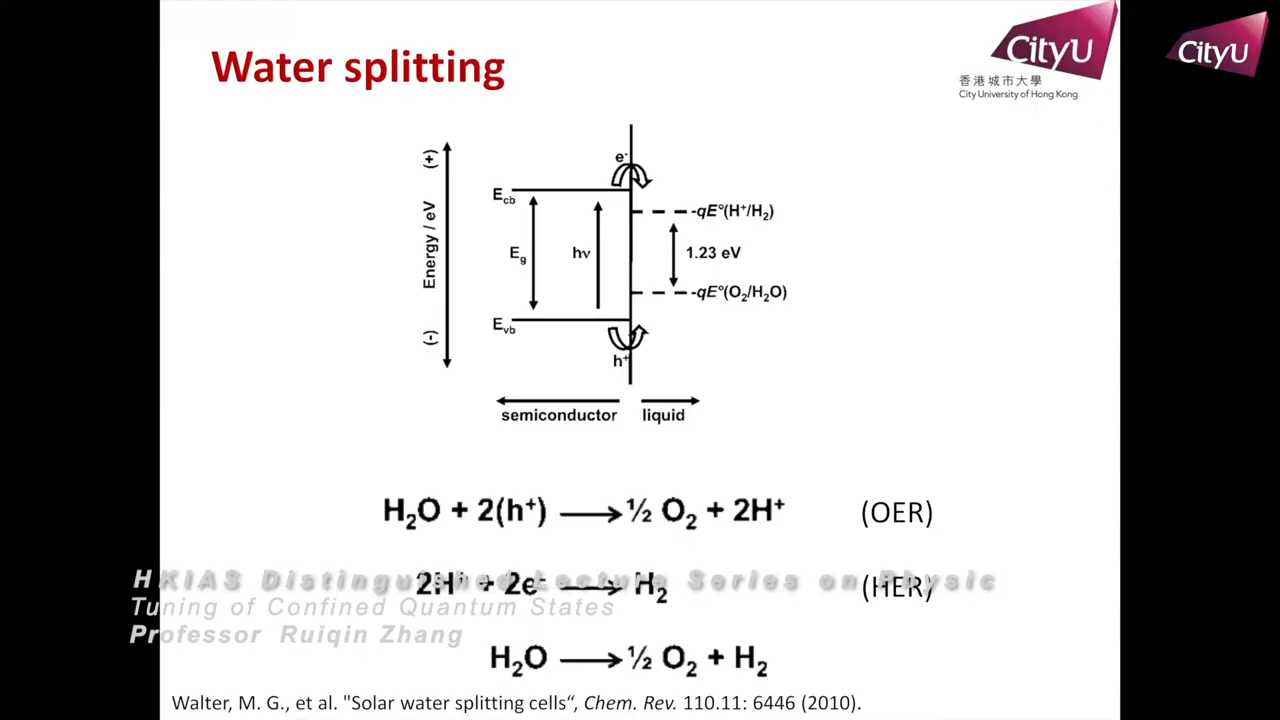 Water splitting
CityU
香港城市大學
City University of Hong Kong
CityU
Energy / eV
(+)
(-)
e⁻
E_cb
-qE°(H⁺/H₂)
E_g
hν
1.23 eV
-qE°(O₂/H₂O)
E_vb
h⁺
semiconductor
liquid
H₂O + 2(h⁺) ⟶ ½ O₂ + 2H⁺ (OER)
2H⁺ + 2e⁻ ⟶ H₂ (HER)
HKIAS Distinguished Lecture Series on Physic
Tuning of Confined Quantum States
Professor Ruiqin Zhang
H₂O ⟶ ½ O₂ + H₂
Walter, M. G., et al. "Solar water splitting cells“, Chem. Rev. 110.11: 6446 (2010).